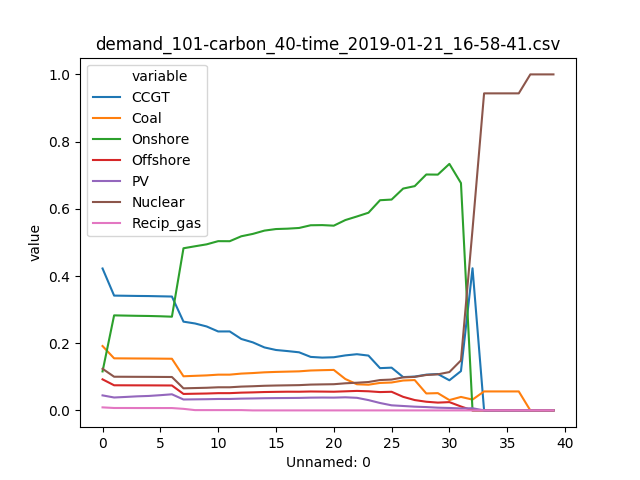 demand_101-carbon_40-time_2019-01-21_16-58-41.csv
variable
CCGT
Coal
Onshore
Offshore
PV
Nuclear
Recip_gas
value
1.0
0.8
0.6
0.4
0.2
0.0
0 5 10 15 20 25 30 35 40
Unnamed: 0